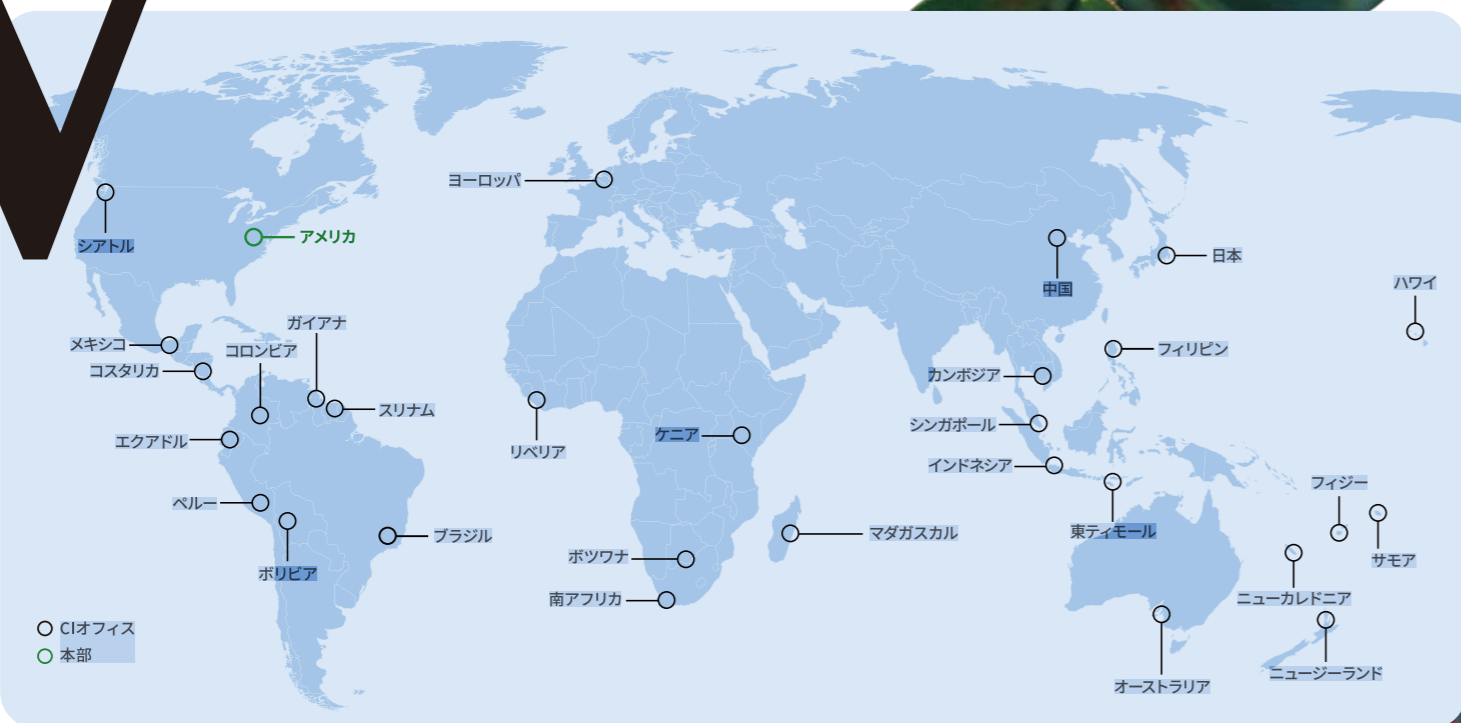 V
ヨーロッパ
シアトル
アメリカ
日本
中国
ハワイ
ガイアナ
メキシコ
コロンビア
フィリピン
コスタリカ
カンボジア
スリナム
シンガポール
ケニア
エクアドル
リベリア
インドネシア
フィジー
ペルー
東ティモール
ブラジル
マダガスカル
ボツワナ
サモア
ボリビア
南アフリカ
ニューカレドニア
CIオフィス
本部
ニュージーランド
オーストラリア